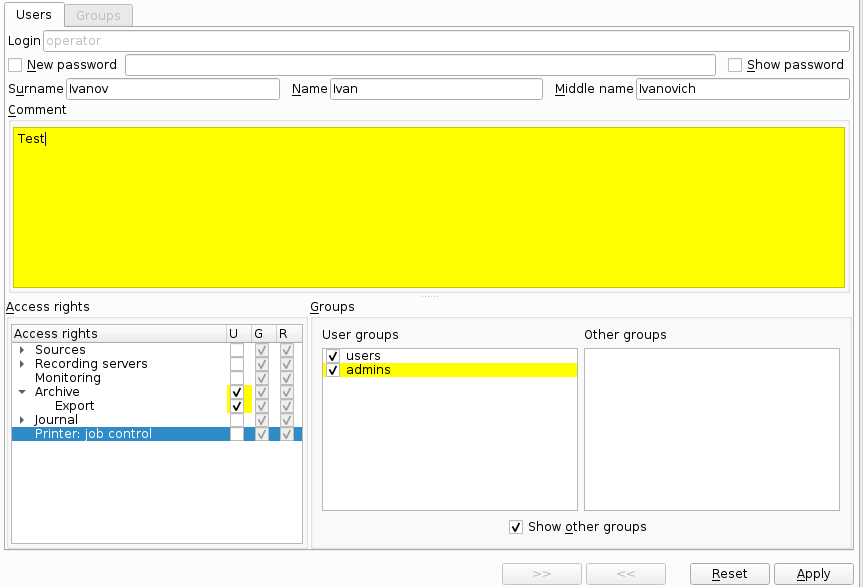 Users Groups
Login operator
New password Show password
Surname Ivanov Name Ivan Middle name Ivanovich
Comment
Test
Access rights Groups
Access rights U G R User groups Other groups
Sources users
Recording servers admins
Monitoring
Archive
Export
Journal
Printer: job control
Show other groups
>> << Reset Apply